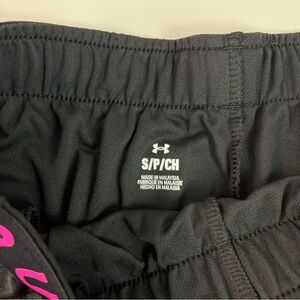 S/P/CH
MADE IN MALAYSIA
FABRIQUÉ EN MALAISIE
HECHO EN MALASIA